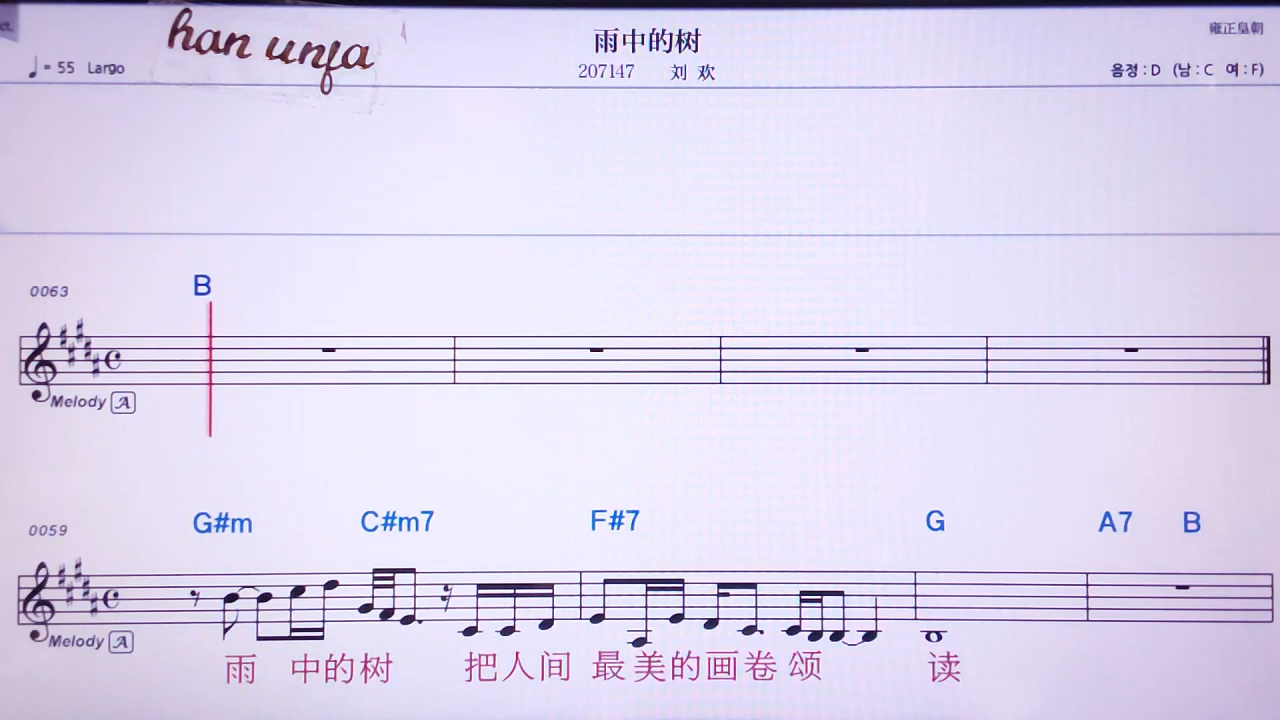 han unja
雨中的树
雍正皇朝
♩= 55 Largo
207147 刘 欢
음정 : D (남 : C 여 : F)
0063
B
Melody A
0059
G#m C#m7 F#7 G A7 B
Melody A
雨 中的树 把人间 最美的画卷颂 读